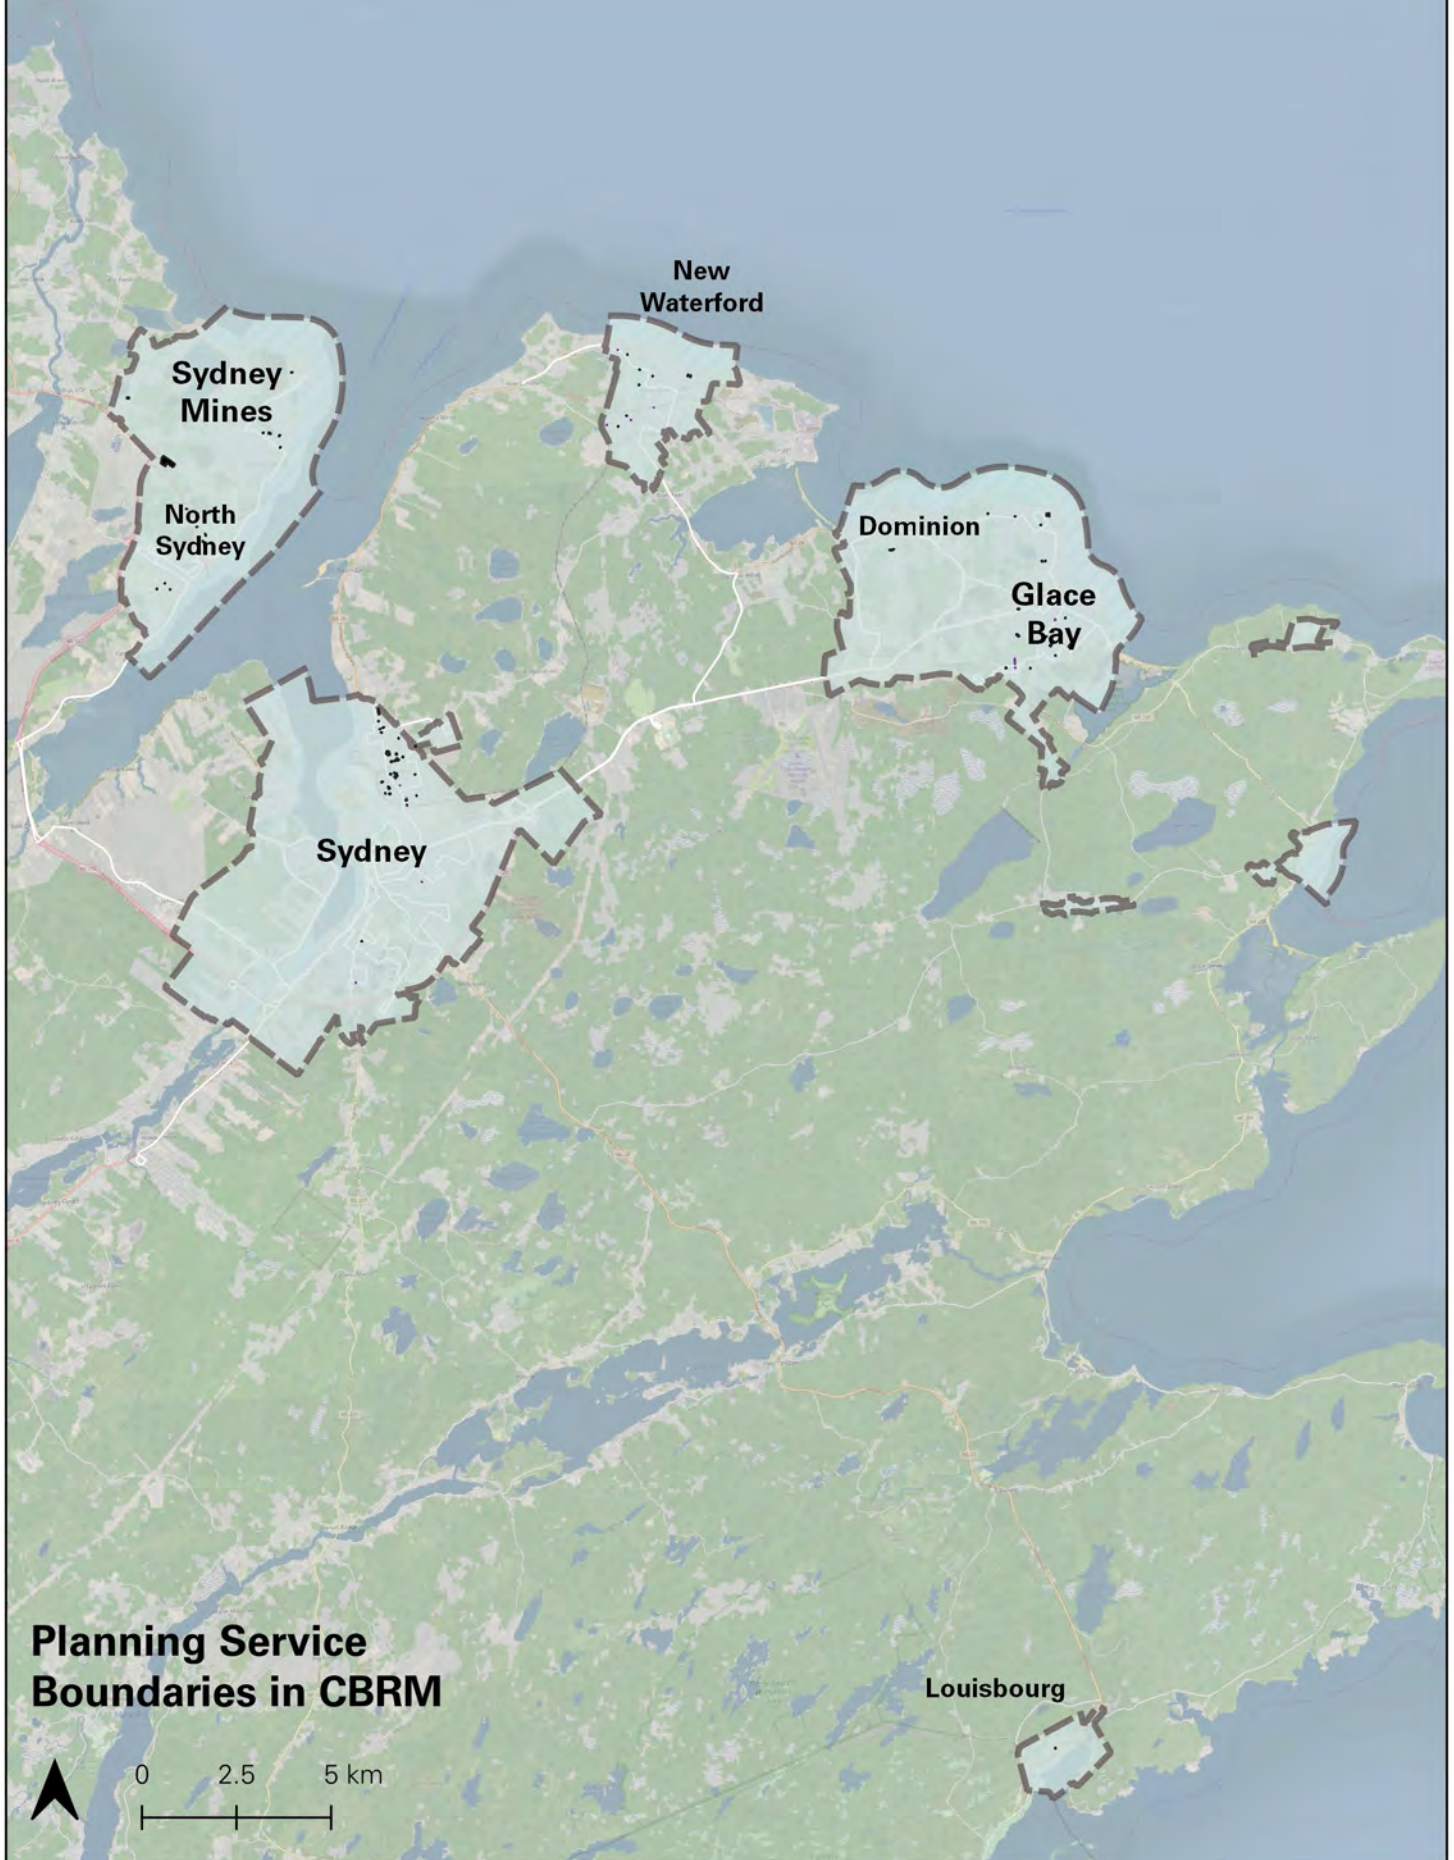 New
Waterford
Sydney
Mines
North
Sydney
Dominion
Glace
Bay
Sydney
Louisbourg
Planning Service
Boundaries in CBRM
0 2.5 5 km